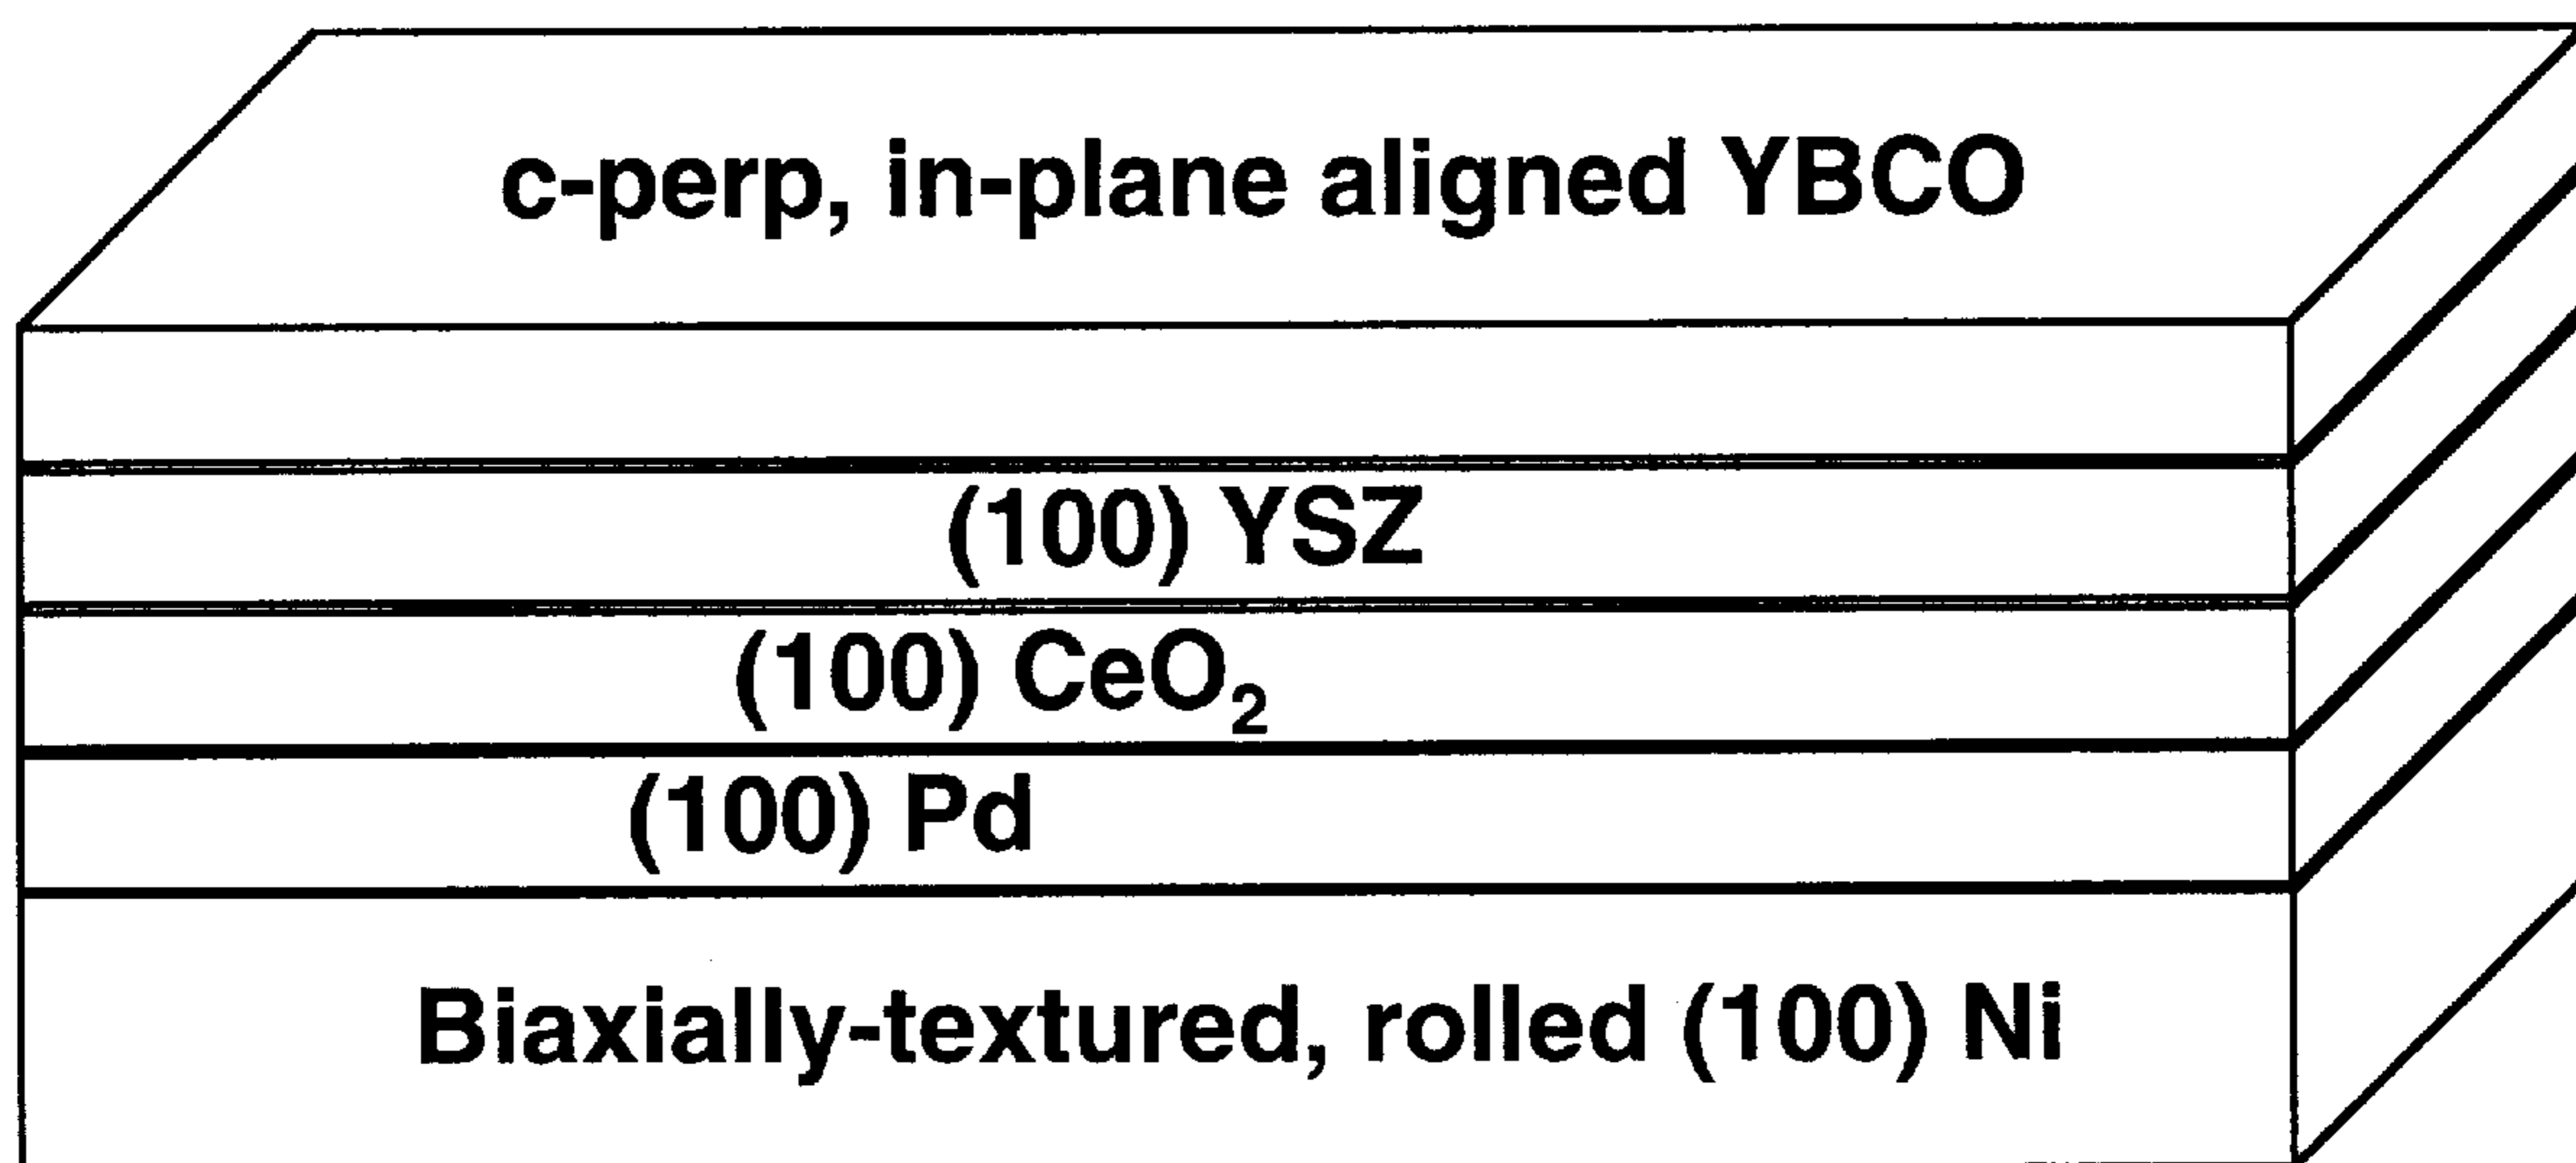 c-perp, in-plane aligned YBCO
(100) YSZ
(100) CeO₂
(100) Pd
Biaxially-textured, rolled (100) Ni